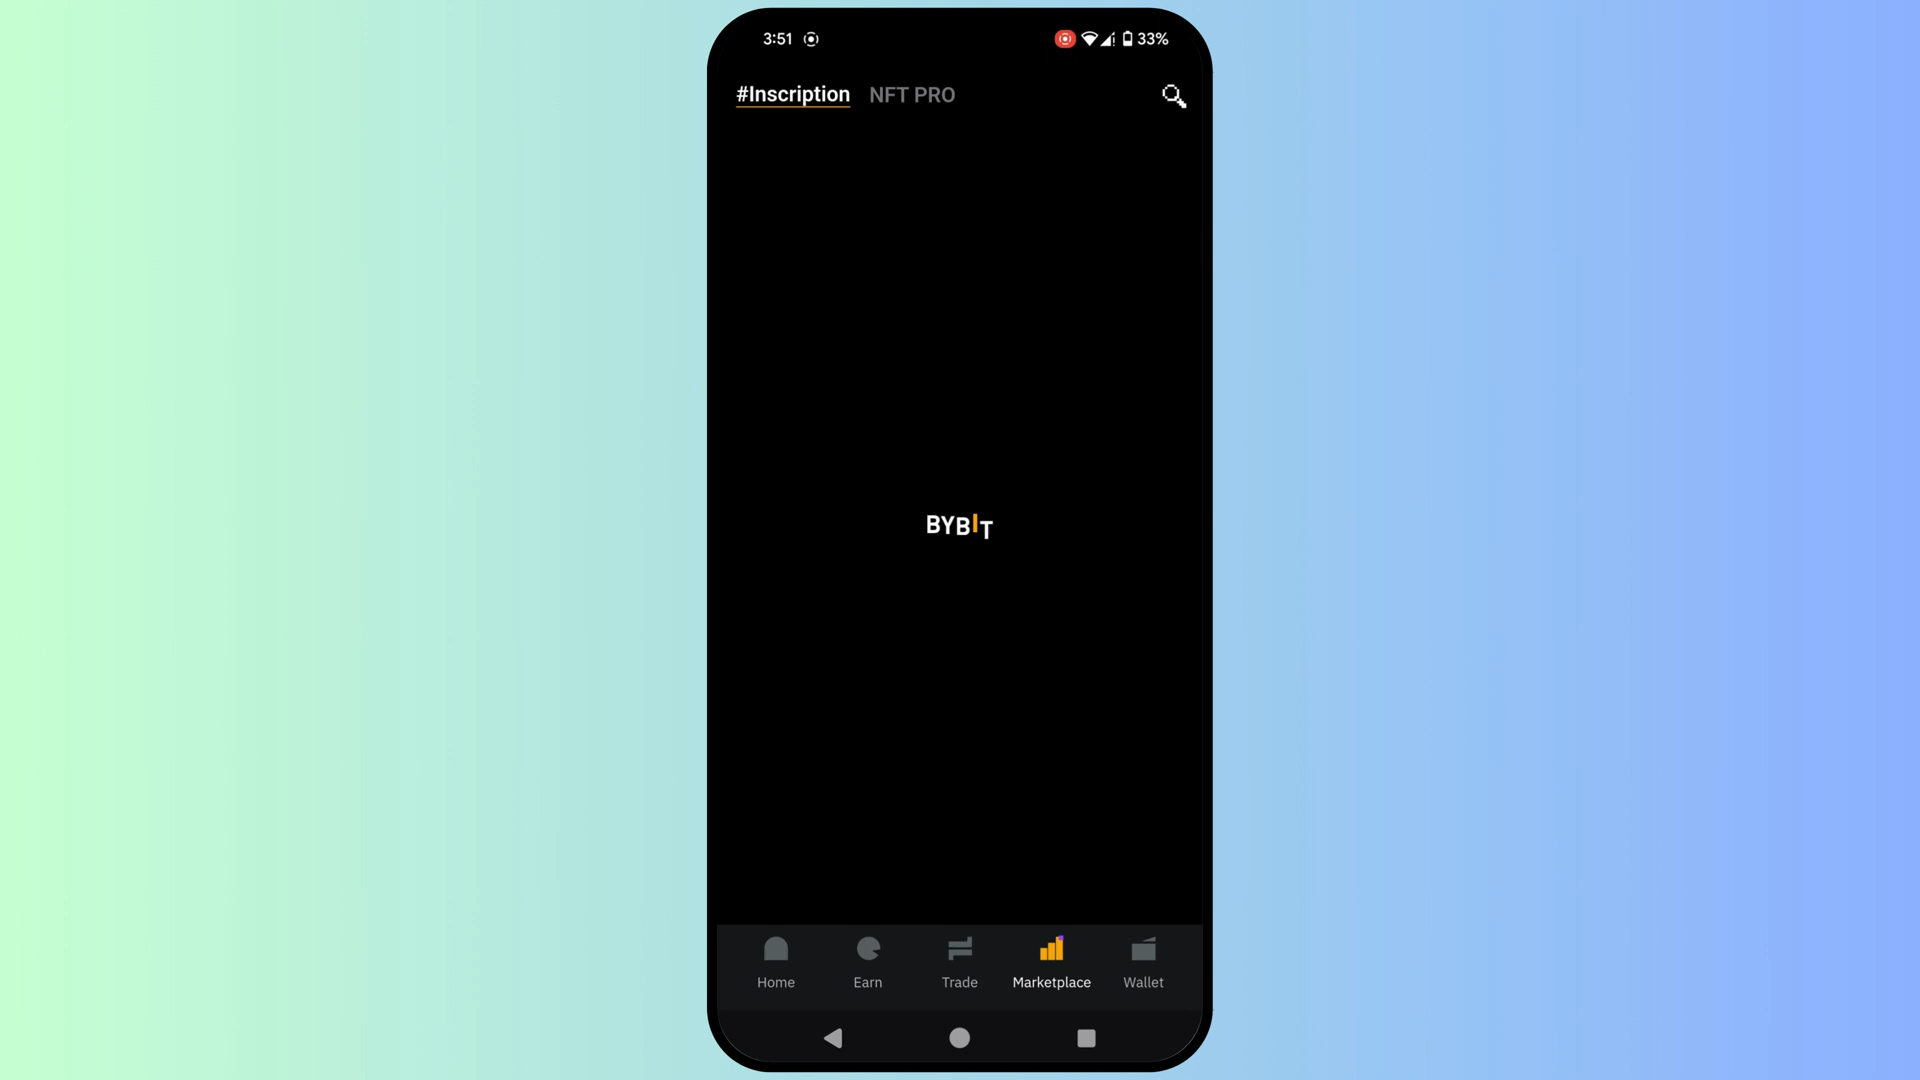 3:51 33%
#Inscription NFT PRO
BYBIT
Home Earn Trade Marketplace Wallet